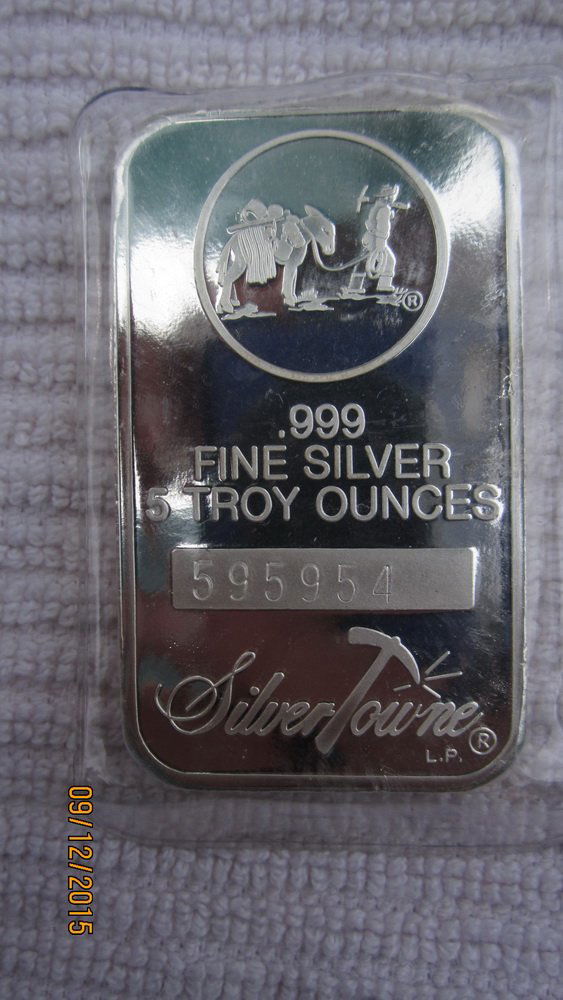 ®
.999
FINE SILVER
5 TROY OUNCES
595954
SilverTowne®
L.P.
09/12/2015